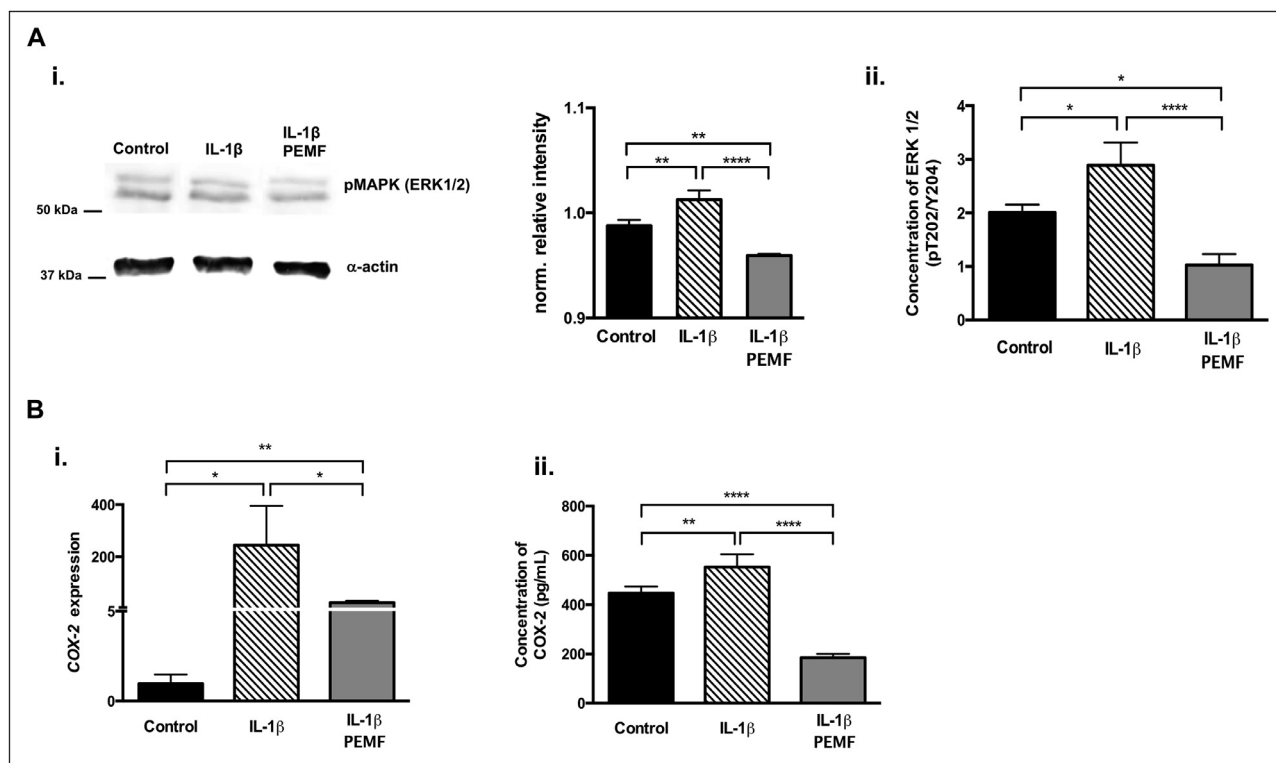 A
i.
Control IL-1β IL-1β PEMF
pMAPK (ERK1/2)
50 kDa
α-actin
37 kDa
norm. relative intensity
1.1
1.0
0.9
**
** ****
Control IL-1β IL-1β
PEMF
ii.
Concentration of ERK 1/2
(pT202/Y204)
4
3
2
1
0
*
* ****
Control IL-1β IL-1β
PEMF
B
i.
COX-2 expression
400
200
5
0
**
* *
Control IL-1β IL-1β
PEMF
ii.
Concentration of
COX-2 (pg/mL)
800
600
400
200
0
****
** ****
Control IL-1β IL-1β
PEMF